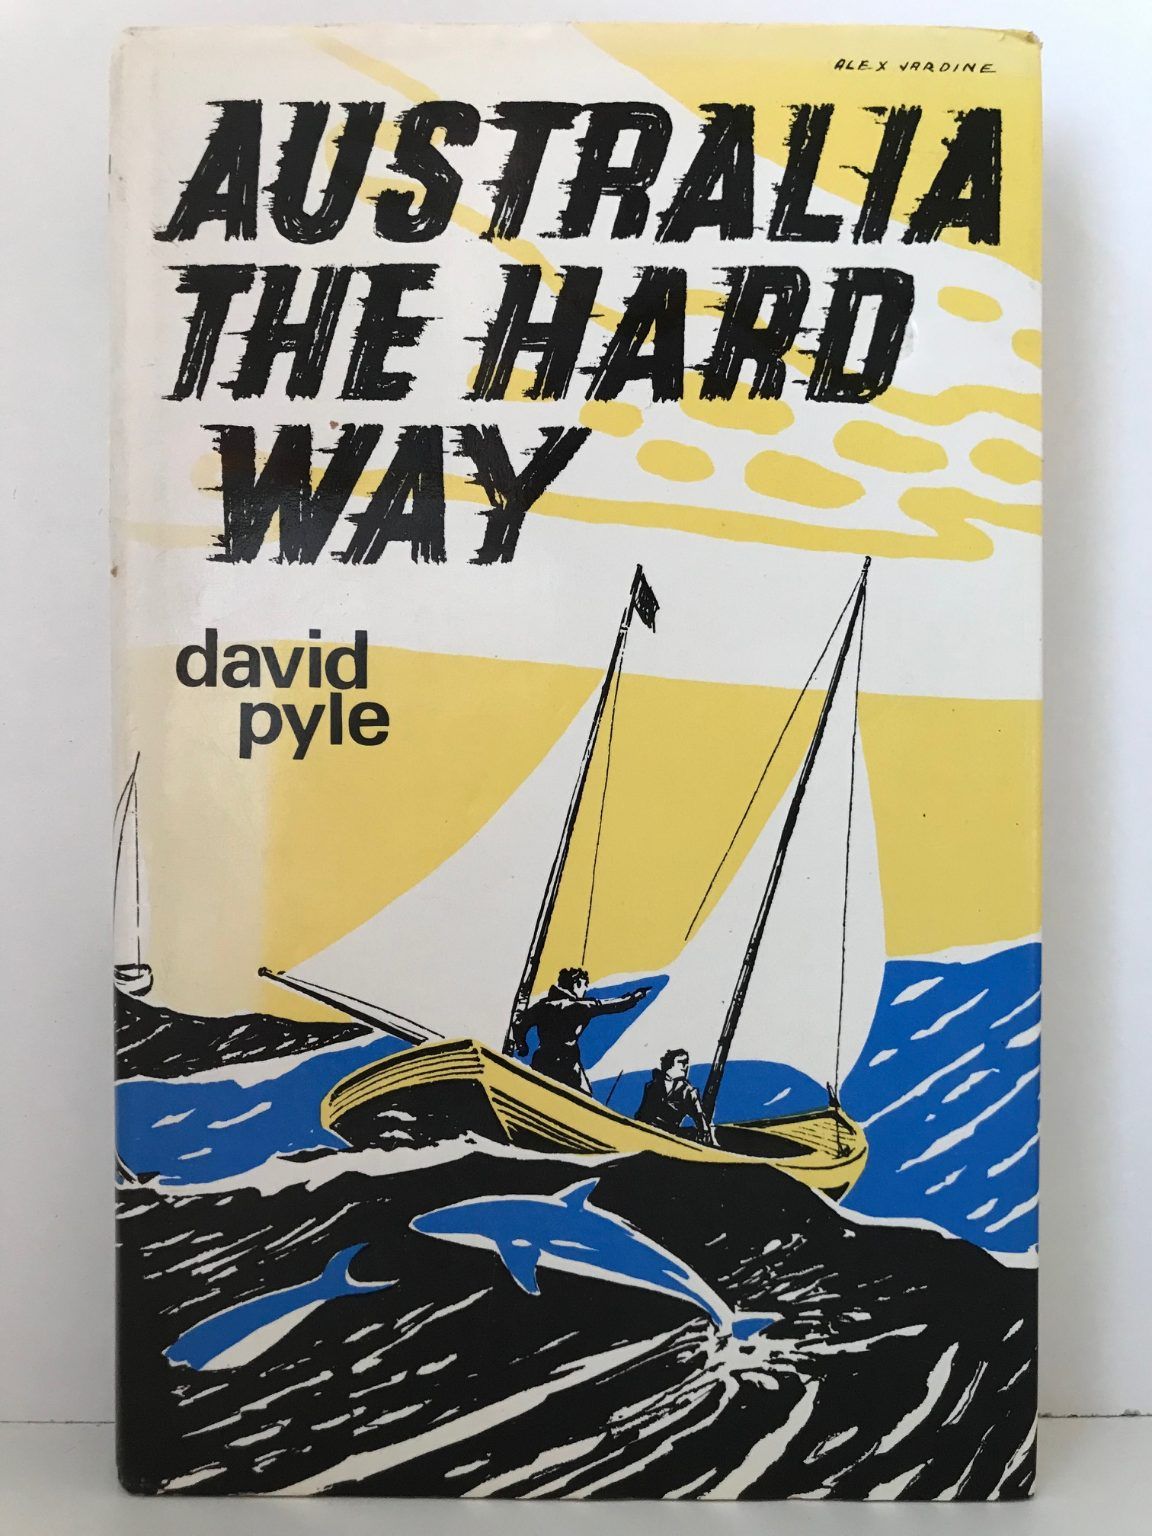 ALEX JARDINE
AUSTRALIA
THE HARD
WAY
david
pyle